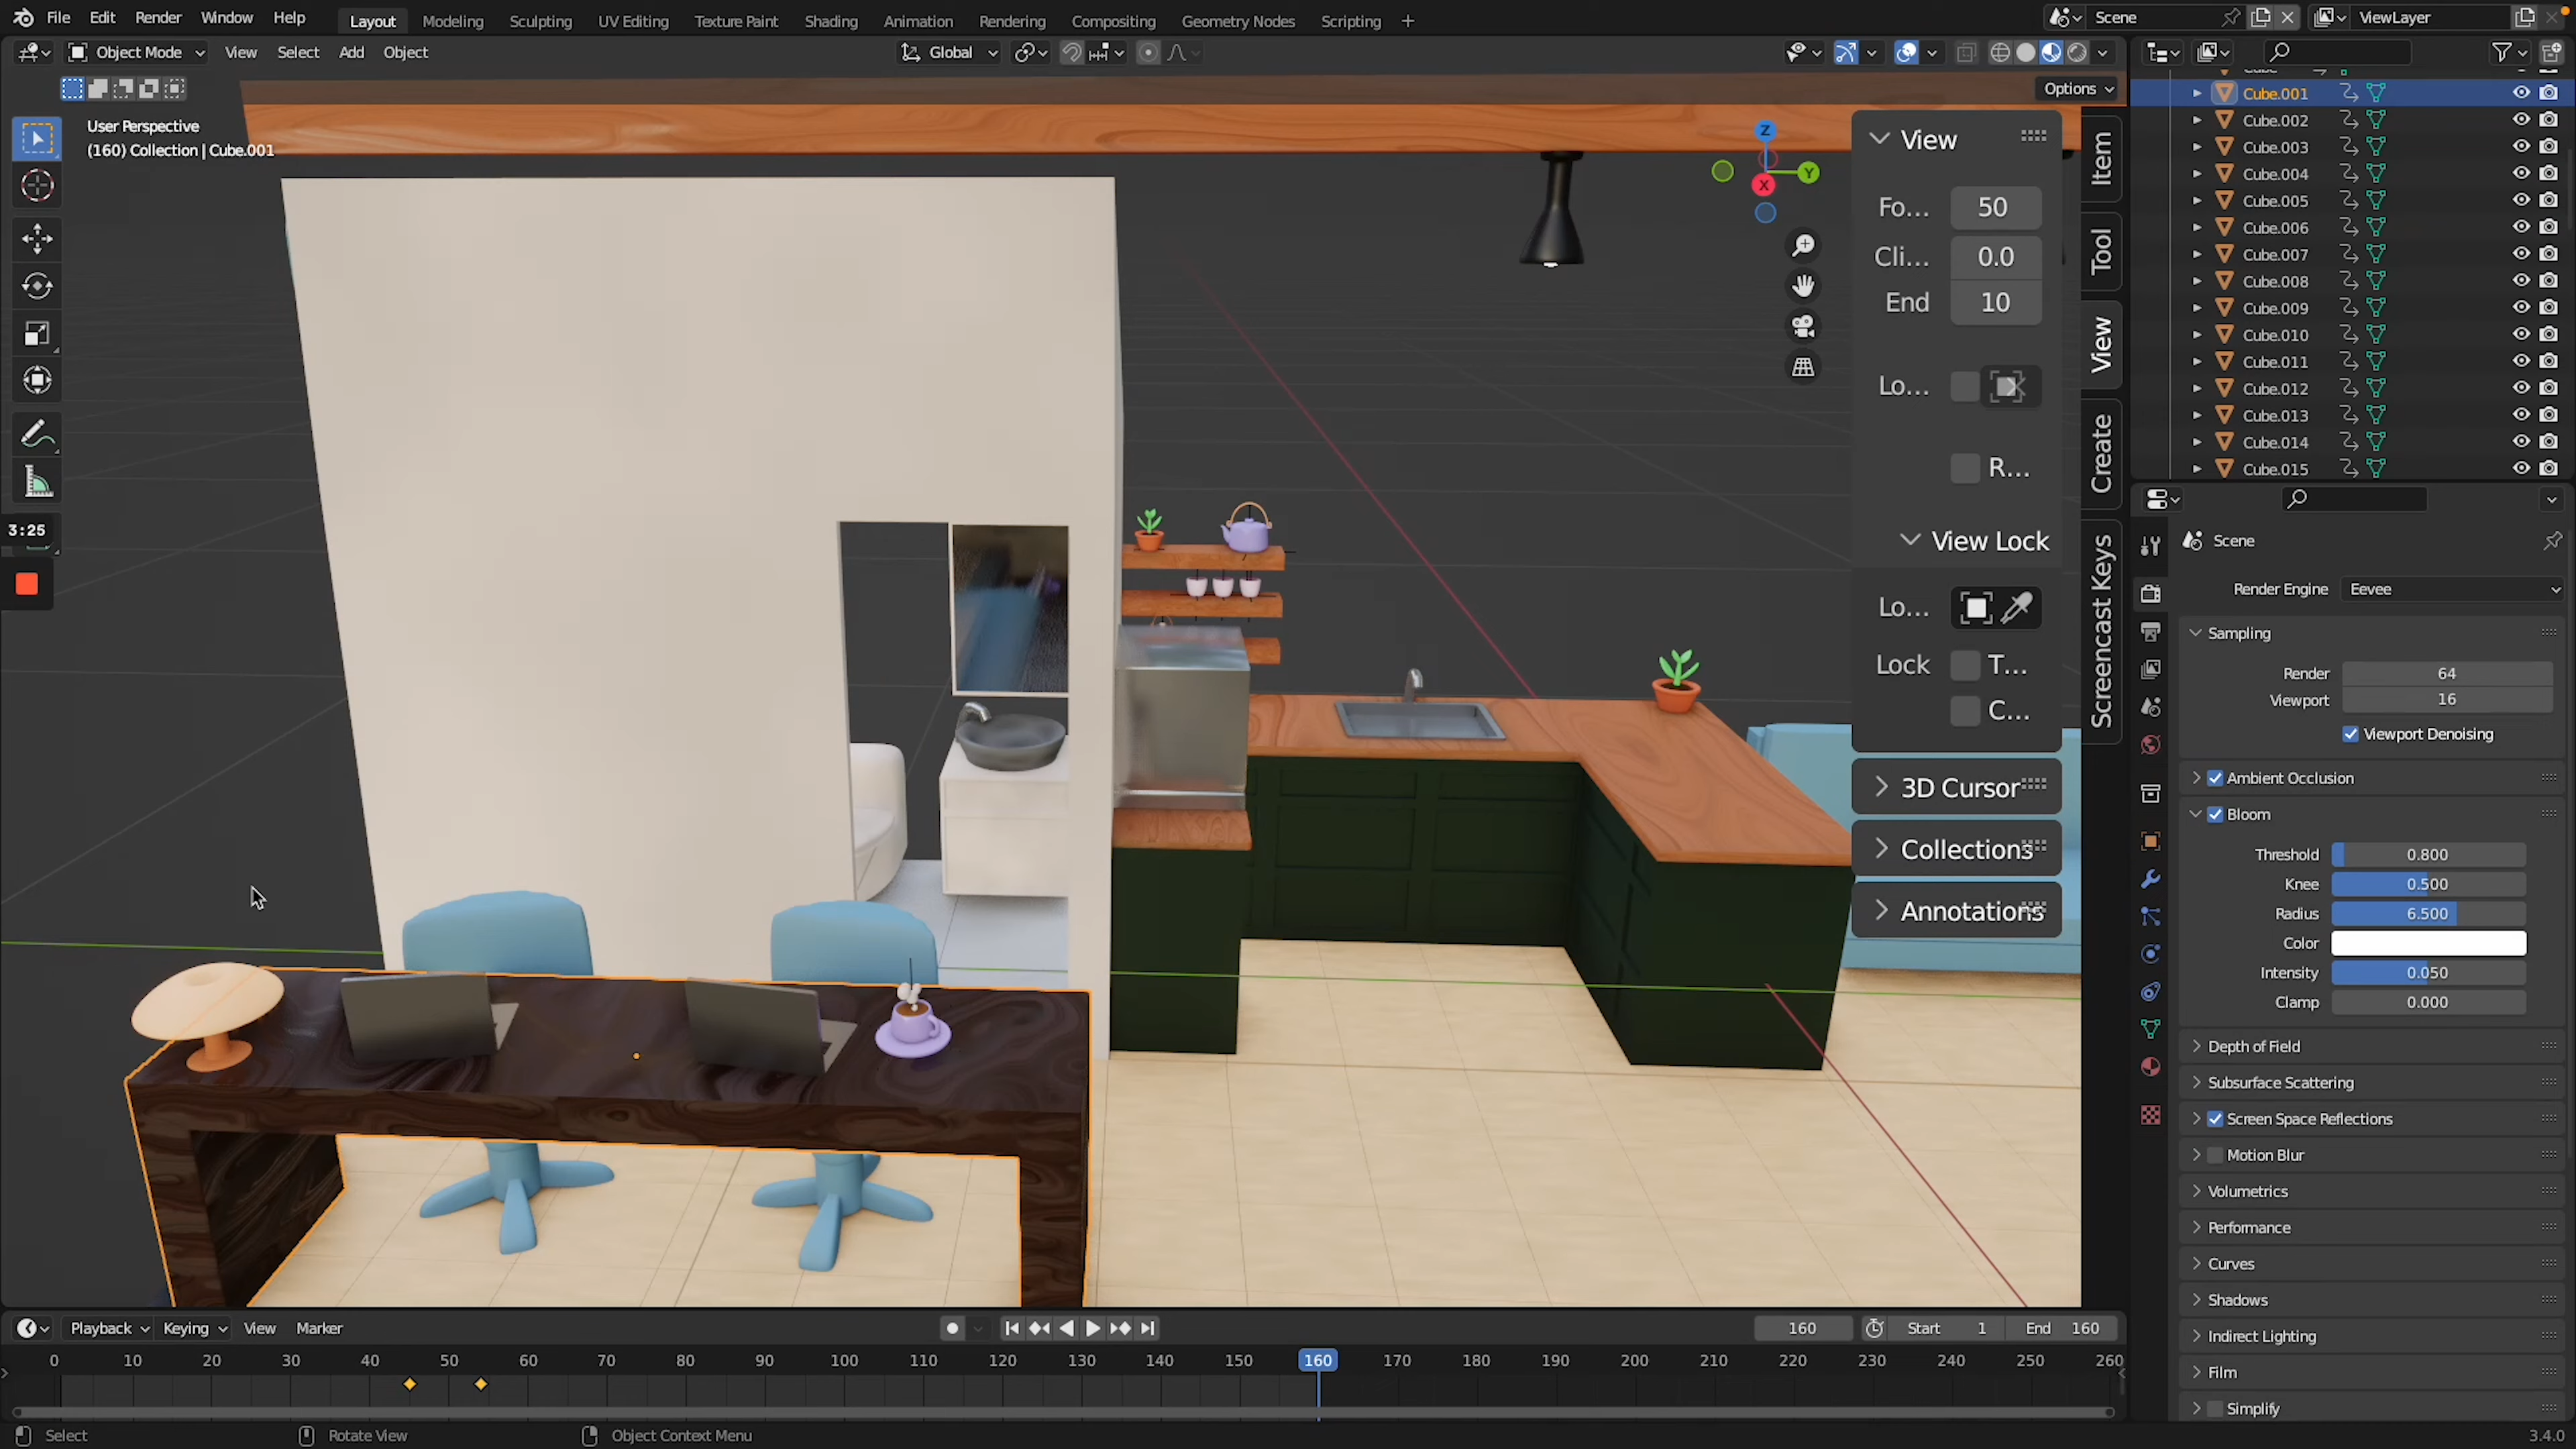 File Edit Render Window Help Layout Modeling Sculpting UV Editing Texture Paint Shading Animation Rendering Compositing Geometry Nodes Scripting + Scene ViewLayer
Object Mode View Select Add Object Global
Options
User Perspective
(160) Collection | Cube.001
Z
Y
X
View
Fo... 50
Cli... 0.0
End 10
Lo...
R...
View Lock
Lo...
Lock T...
C...
3D Cursor
Collections
Annotations
Item
Tool
View
Create
Screencast Keys
3:25
Cube.001
Cube.002
Cube.003
Cube.004
Cube.005
Cube.006
Cube.007
Cube.008
Cube.009
Cube.010
Cube.011
Cube.012
Cube.013
Cube.014
Cube.015
Scene
Render Engine Eevee
Sampling
Render 64
Viewport 16
Viewport Denoising
Ambient Occlusion
Bloom
Threshold 0.800
Knee 0.500
Radius 6.500
Color
Intensity 0.050
Clamp 0.000
Depth of Field
Subsurface Scattering
Screen Space Reflections
Motion Blur
Volumetrics
Performance
Curves
Shadows
Indirect Lighting
Film
Simplify
Playback Keying View Marker 160 Start 1 End 160
0 10 20 30 40 50 60 70 80 90 100 110 120 130 140 150 160 170 180 190 200 210 220 230 240 250 260
Select Rotate View Object Context Menu 3.4.0